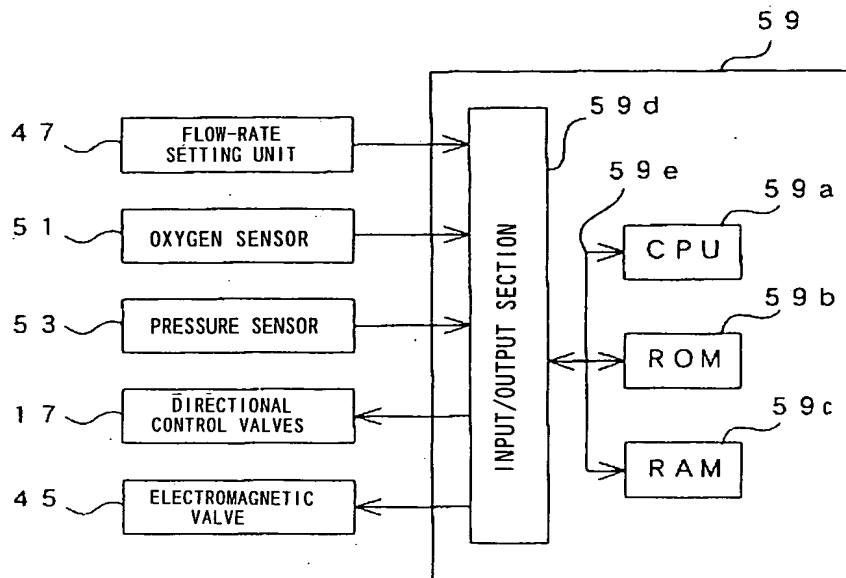 59
47
FLOW-RATE
SETTING UNIT
59d
59e
59a
51
OXYGEN SENSOR
CPU
59b
53
PRESSURE SENSOR
INPUT/OUTPUT SECTION
ROM
17
DIRECTIONAL
CONTROL VALVES
59c
RAM
45
ELECTROMAGNETIC
VALVE